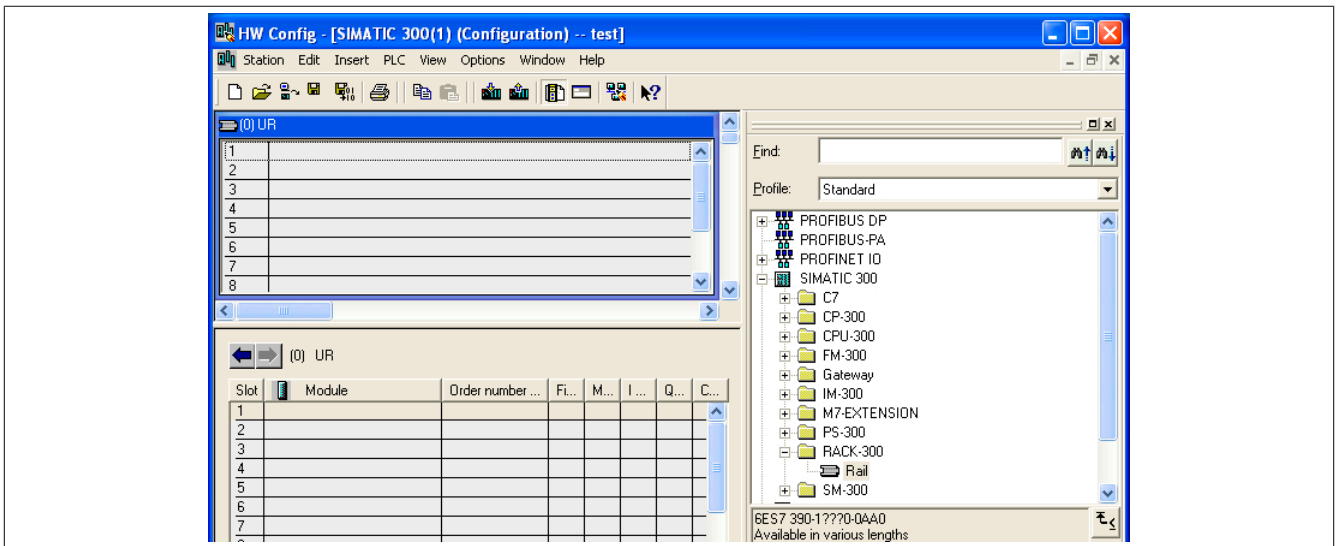 HW Config - [SIMATIC 300(1) (Configuration) -- test]
Station Edit Insert PLC View Options Window Help
(0) UR
1
2
3
4
5
6
7
8
(0) UR
Slot Module Order number ... Fi... M... I ... Q... C...
1
2
3
4
5
6
7
Find:
Profile: Standard
PROFIBUS DP
PROFIBUS-PA
PROFINET IO
SIMATIC 300
C7
CP-300
CPU-300
FM-300
Gateway
IM-300
M7-EXTENSION
PS-300
RACK-300
Rail
SM-300
6ES7 390-1???0-0AA0
Available in various lengths